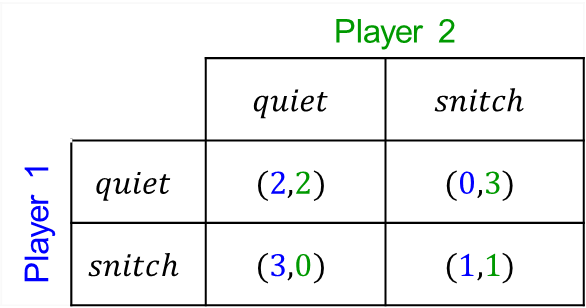 Player 2
quiet snitch
Player 1
quiet (2,2) (0,3)
snitch (3,0) (1,1)